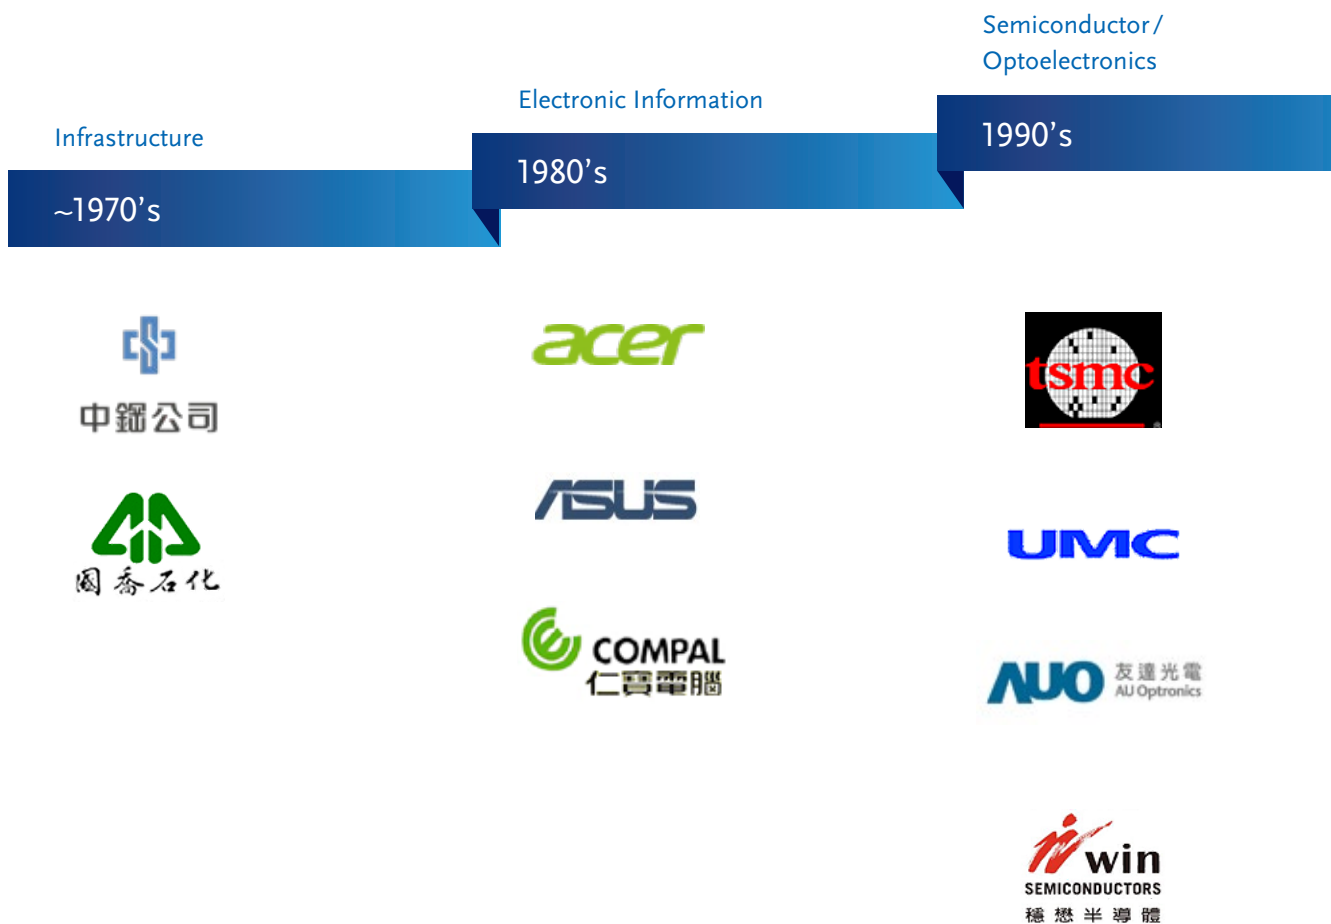 Infrastructure
~1970's
中鋼公司
國喬石化
Electronic Information
1980's
acer
ASUS
COMPAL
仁寶電腦
Semiconductor/
Optoelectronics
1990's
tsmc
UMC
AUO 友達光電
AU Optronics
win
SEMICONDUCTORS
穩懋半導體